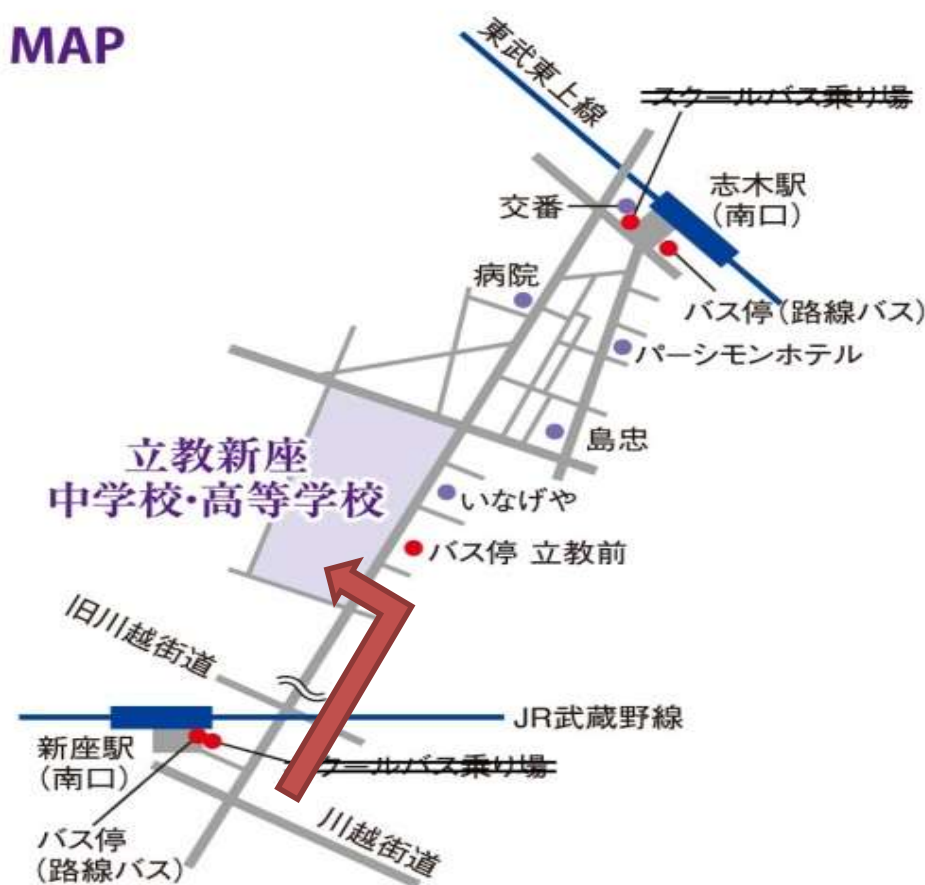 MAP
東武東上線
スクールバス乗り場
志木駅
(南口)
交番
病院
バス停(路線バス)
パーシモンホテル
島忠
立教新座
中学校・高等学校
いなげや
バス停 立教前
旧川越街道
JR武蔵野線
新座駅
(南口)
スクールバス乗り場
バス停
(路線バス)
川越街道